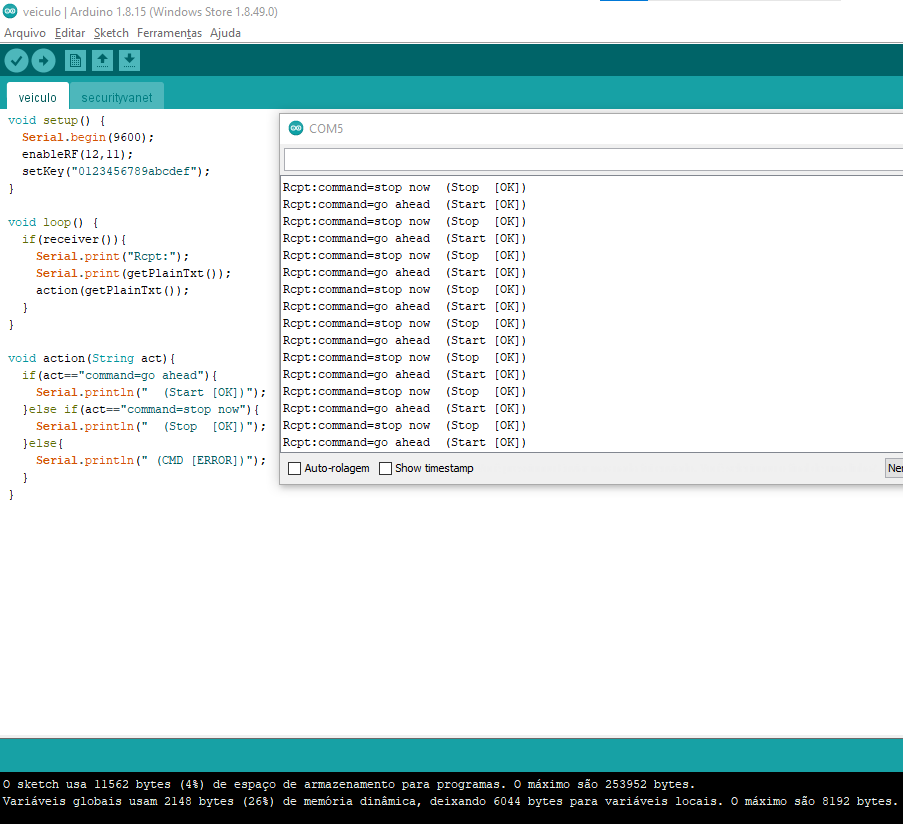 veiculo | Arduino 1.8.15 (Windows Store 1.8.49.0)
Arquivo Editar Sketch Ferramentas Ajuda
veiculo securityvanet
void setup() {
  Serial.begin(9600);
  enableRF(12,11);
  setKey("0123456789abcdef");
}

void loop() {
  if(receiver()){
    Serial.print("Rcpt:");
    Serial.print(getPlainTxt());
    action(getPlainTxt());
  }
}

void action(String act){
  if(act=="command=go ahead"){
    Serial.println("  (Start [OK])");
  }else if(act=="command=stop now"){
    Serial.println("  (Stop  [OK])");
  }else{
    Serial.println(" (CMD [ERROR])");
  }
}
COM5
Rcpt:command=stop now  (Stop  [OK])
Rcpt:command=go ahead  (Start [OK])
Rcpt:command=stop now  (Stop  [OK])
Rcpt:command=go ahead  (Start [OK])
Rcpt:command=stop now  (Stop  [OK])
Rcpt:command=go ahead  (Start [OK])
Rcpt:command=stop now  (Stop  [OK])
Rcpt:command=go ahead  (Start [OK])
Rcpt:command=stop now  (Stop  [OK])
Rcpt:command=go ahead  (Start [OK])
Rcpt:command=stop now  (Stop  [OK])
Rcpt:command=go ahead  (Start [OK])
Rcpt:command=stop now  (Stop  [OK])
Rcpt:command=go ahead  (Start [OK])
Rcpt:command=stop now  (Stop  [OK])
Rcpt:command=go ahead  (Start [OK])
Auto-rolagem Show timestamp
O sketch usa 11562 bytes (4%) de espaço de armazenamento para programas. O máximo são 253952 bytes.
Variáveis globais usam 2148 bytes (26%) de memória dinâmica, deixando 6044 bytes para variáveis locais. O máximo são 8192 bytes.